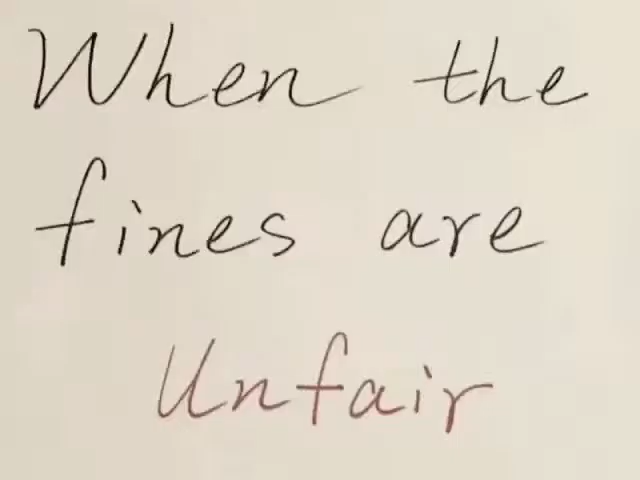 When the
fines are
Unfair